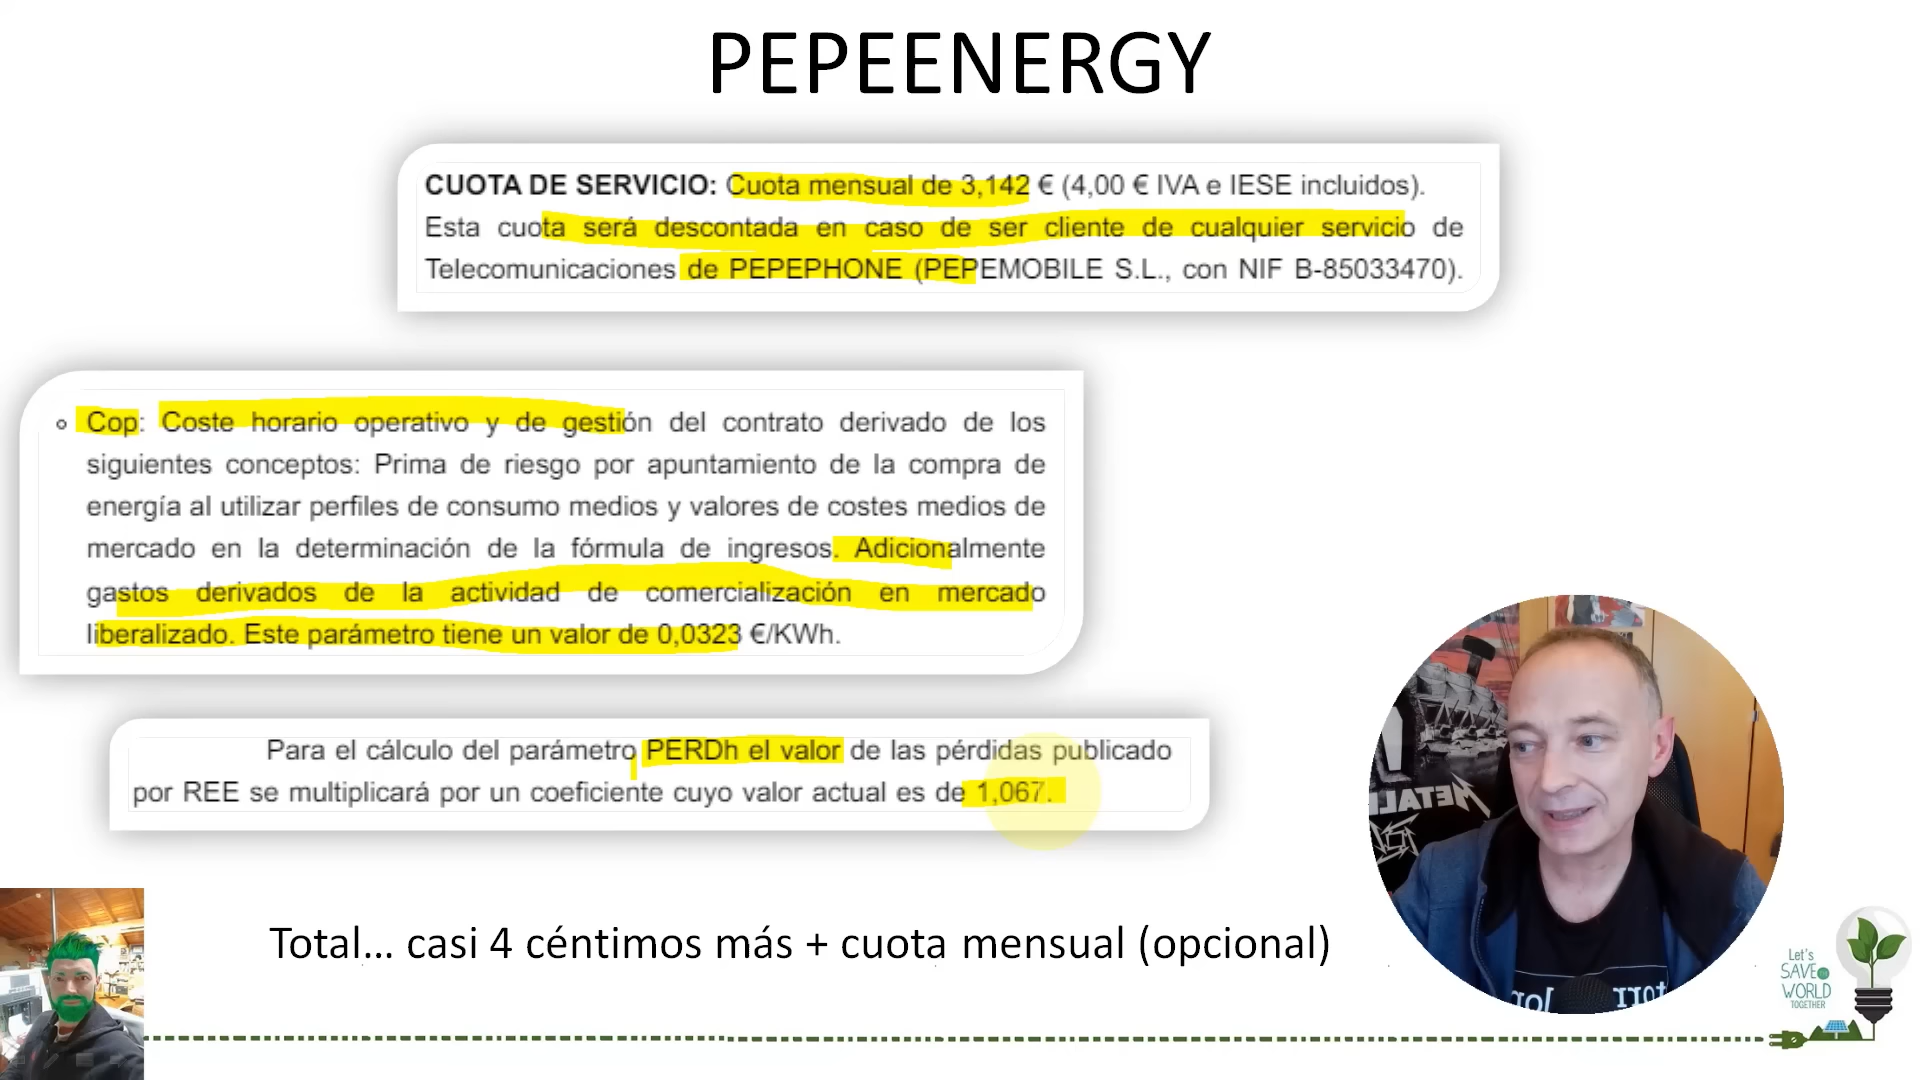 PEPEENERGY
CUOTA DE SERVICIO: Cuota mensual de 3,142 € (4,00 € IVA e IESE incluidos).
Esta cuota será descontada en caso de ser cliente de cualquier servicio de
Telecomunicaciones de PEPEPHONE (PEPEMOBILE S.L., con NIF B-85033470).
Cop: Coste horario operativo y de gestión del contrato derivado de los
siguientes conceptos: Prima de riesgo por apuntamiento de la compra de
energía al utilizar perfiles de consumo medios y valores de costes medios de
mercado en la determinación de la fórmula de ingresos. Adicionalmente
gastos derivados de la actividad de comercialización en mercado
liberalizado. Este parámetro tiene un valor de 0,0323 €/KWh.
Para el cálculo del parámetro PERDh el valor de las pérdidas publicado
por REE se multiplicará por un coeficiente cuyo valor actual es de 1,067.
Total... casi 4 céntimos más + cuota mensual (opcional)
Let's
SAVE THE
WORLD
TOGETHER